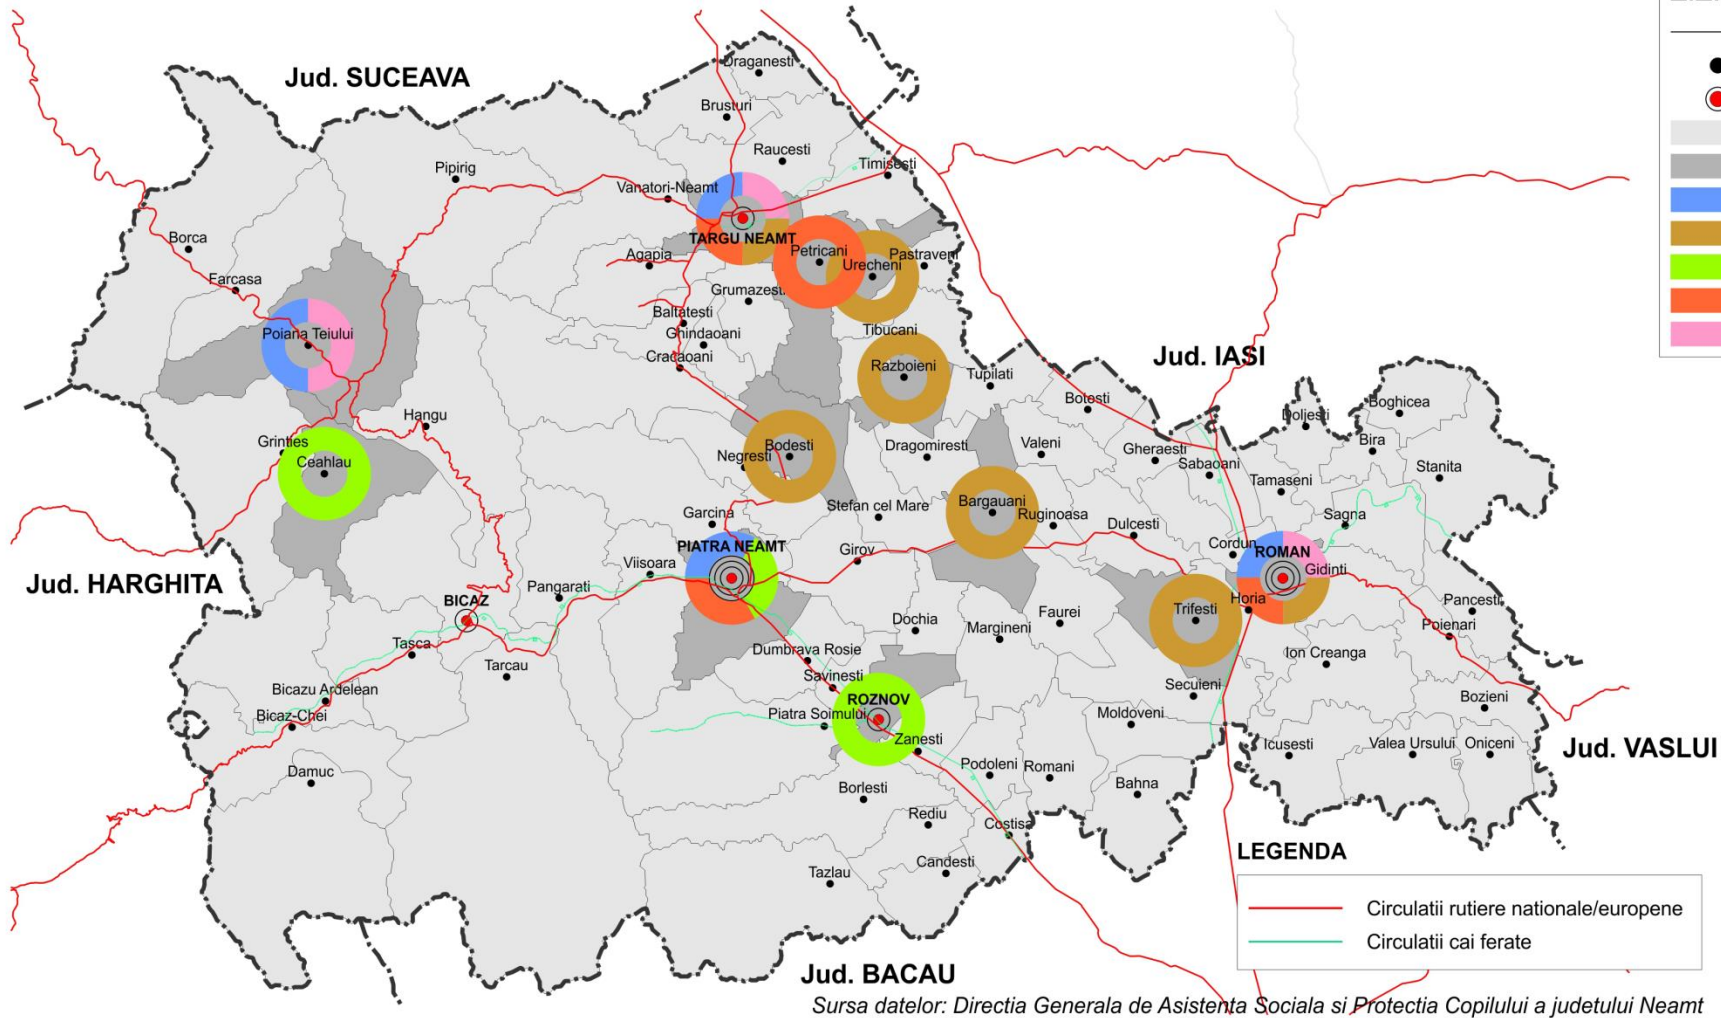 Jud. SUCEAVA
Draganesti
Brusturi
Raucesti
Timisesti
Pipirig
Vanatori-Neamt
TARGU NEAMT
Borca
Farcasa
Agapia
Petricani
Urecheni
Pastraveni
Grumazesti
Baltatesti
Ghindaoani
Cracaoani
Tibucani
Poiana Teiului
Razboieni
Tupilati
Jud. IASI
Botesti
Doljesti
Boghicea
Hangu
Grinties
Ceahlau
Negresti
Bodesti
Dragomiresti
Valeni
Gheraesti
Sabaoani
Bira
Stanita
Tamaseni
Garcina
Stefan cel Mare
Bargauani
Ruginoasa
Dulcesti
Sagna
Cordun
ROMAN
Gidinti
PIATRA NEAMT
Girov
Viisoara
Pangarati
Jud. HARGHITA
BICAZ
Tasca
Tarcau
Dochia
Margineni
Faurei
Trifesti
Horia
Pancesti
Poienari
Ion Creanga
Dumbrava Rosie
Savinesti
Bicazu Ardelean
Bicaz-Chei
Piatra Soimului
ROZNOV
Zanesti
Secuieni
Moldoveni
Bozieni
Icusesti
Valea Ursului
Oniceni
Jud. VASLUI
Damuc
Podoleni
Romani
Bahna
Borlesti
Rediu
Costisa
Tazlau
Candesti
LEGENDA
Circulatii rutiere nationale/europene
Circulatii cai ferate
Jud. BACAU
Sursa datelor: Directia Generala de Asistenta Sociala si Protectia Copilului a judetului Neamt